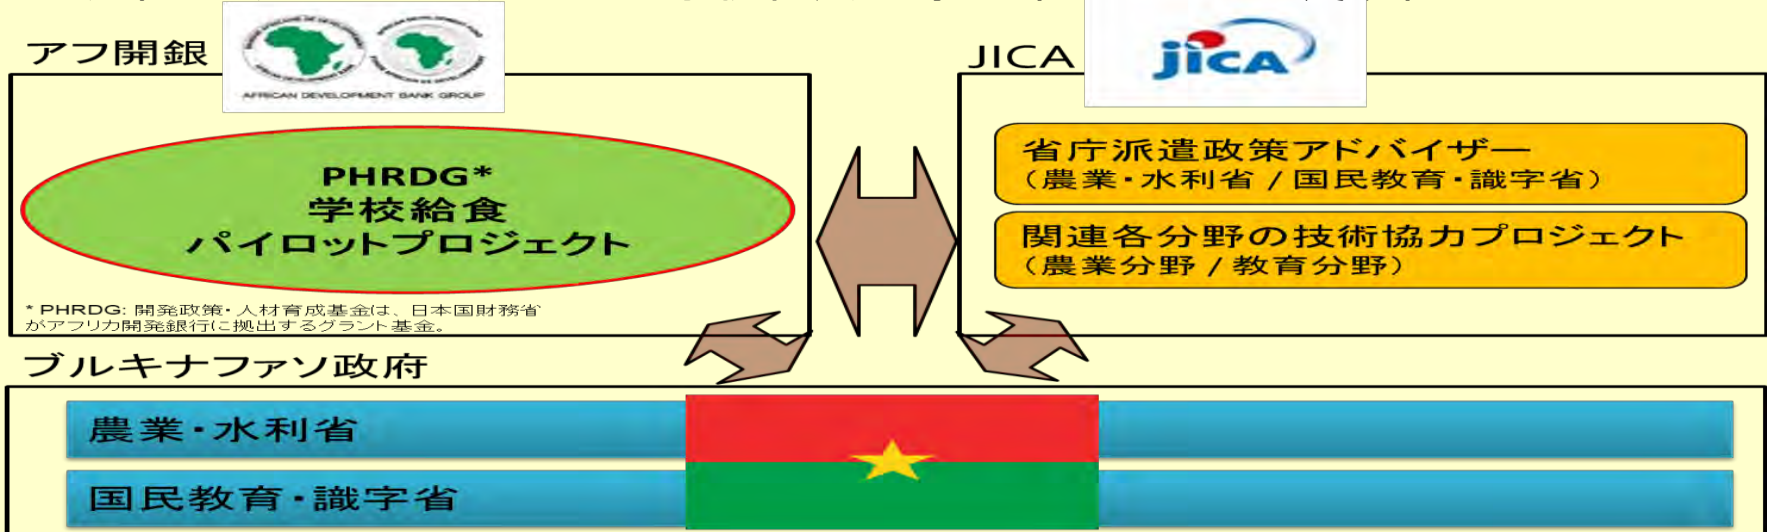 アフ開銀
AFRICAN DEVELOPMENT BANK GROUP
JICA
jica
PHRDG*
学校給食
パイロットプロジェクト
* PHRDG: 開発政策・人材育成基金は、日本国財務省
がアフリカ開発銀行に拠出するグラント基金。
省庁派遣政策アドバイザー
（農業・水利省 / 国民教育・識字省）
関連各分野の技術協力プロジェクト
（農業分野 / 教育分野）
ブルキナファソ政府
農業・水利省
国民教育・識字省